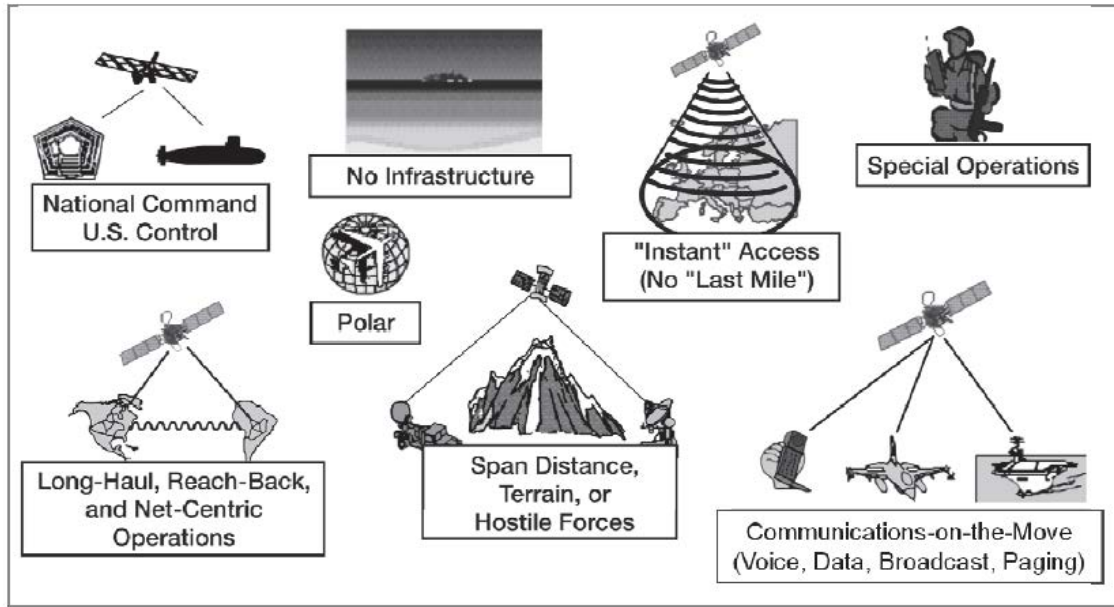 National Command
U.S. Control
No Infrastructure
"Instant" Access
(No "Last Mile")
Special Operations
Polar
Long-Haul, Reach-Back,
and Net-Centric
Operations
Span Distance,
Terrain, or
Hostile Forces
Communications-on-the-Move
(Voice, Data, Broadcast, Paging)